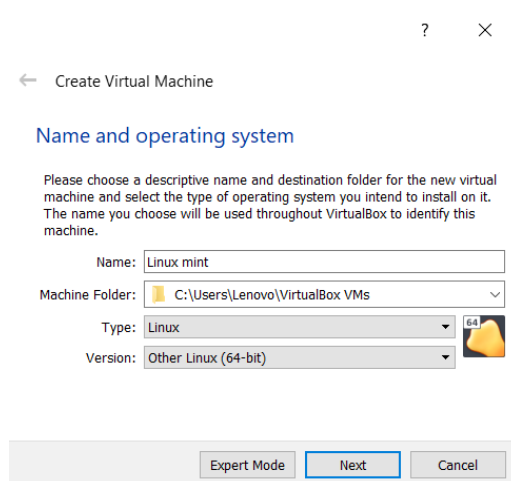 ?
Create Virtual Machine
Name and operating system
Please choose a descriptive name and destination folder for the new virtual
machine and select the type of operating system you intend to install on it.
The name you choose will be used throughout VirtualBox to identify this
machine.
Name: Linux mint
Machine Folder: C:\Users\Lenovo\VirtualBox VMs
Type: Linux
64
Version: Other Linux (64-bit)
Expert Mode Next Cancel